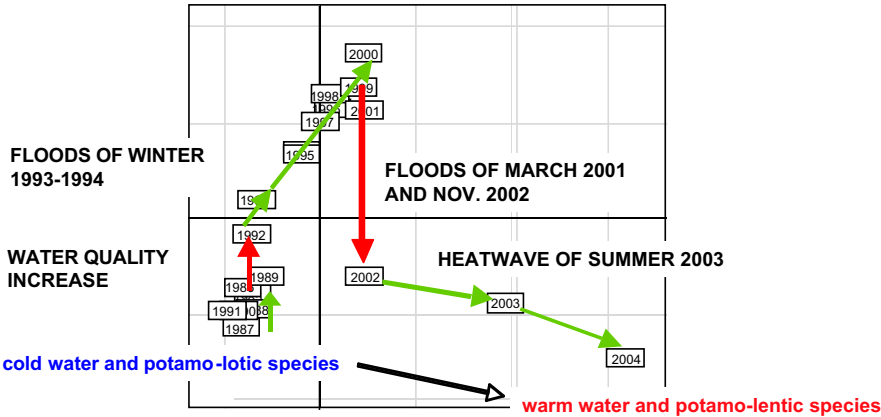 2000
1998
2001
1997
1995
FLOODS OF WINTER
1993-1994
FLOODS OF MARCH 2001
AND NOV. 2002
1992
WATER QUALITY
INCREASE
HEATWAVE OF SUMMER 2003
1989
2002
1991
1987
2003
2004
cold water and potamo-lotic species
warm water and potamo-lentic species